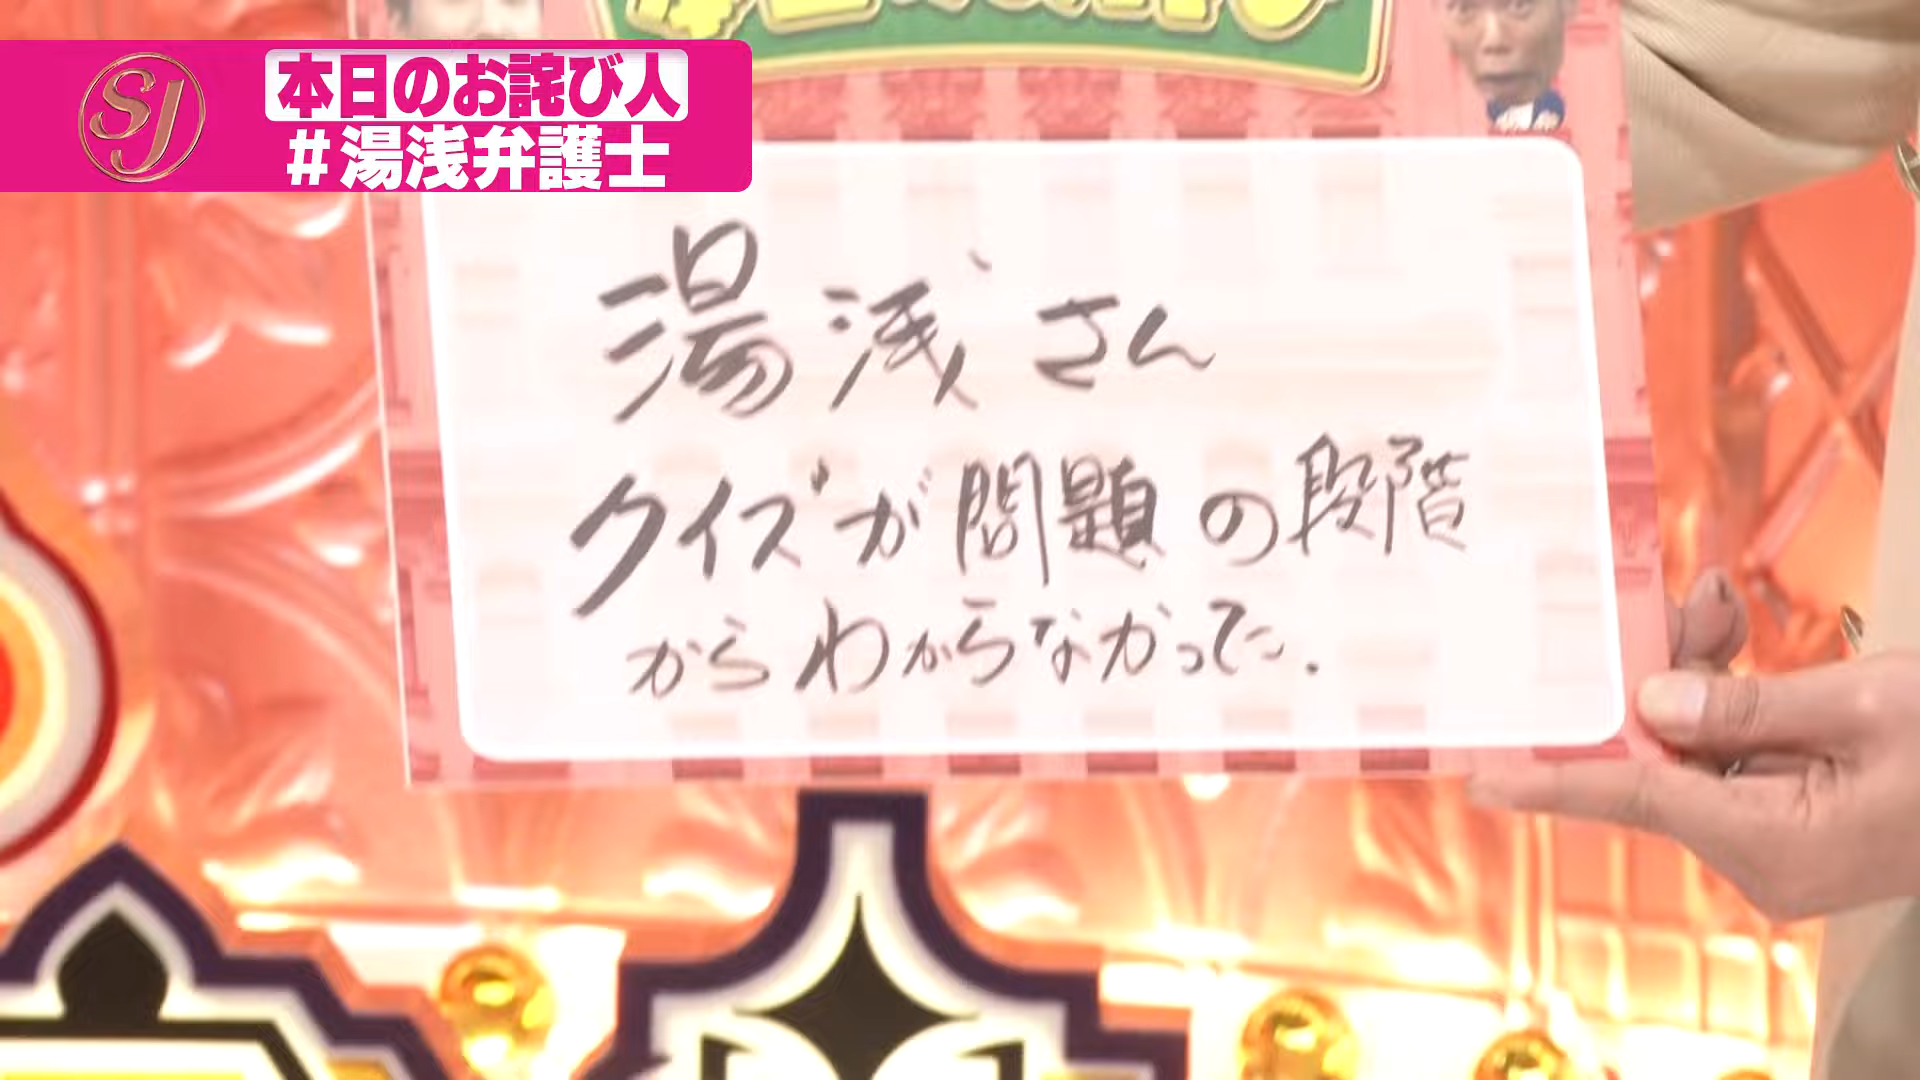 SJ
本日のお詫び人
#湯浅弁護士
湯浅さん
クイズが問題の段階
からわからなかった.